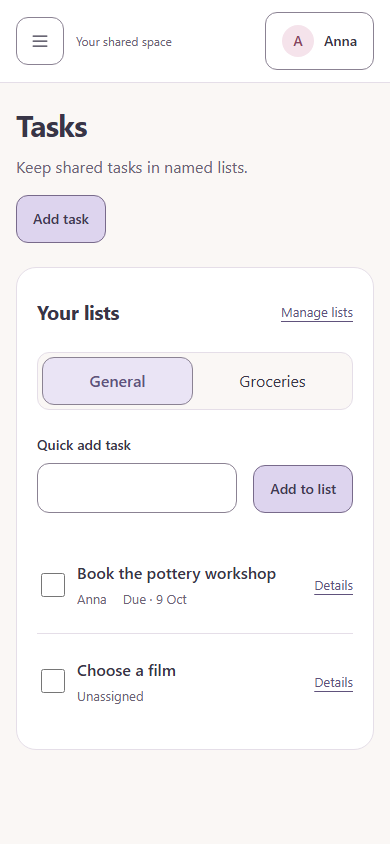 Your shared space
A Anna
Tasks
Keep shared tasks in named lists.
Add task
Your lists
Manage lists
General
Groceries
Quick add task
Add to list
Book the pottery workshop
Anna Due · 9 Oct
Details
Choose a film
Unassigned
Details